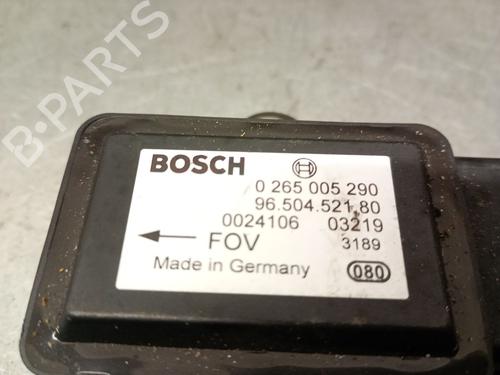 B-PARTS
BOSCH
0 265 005 290
96.504.521.80
0024106 03219
FOV 3189
Made in Germany 080